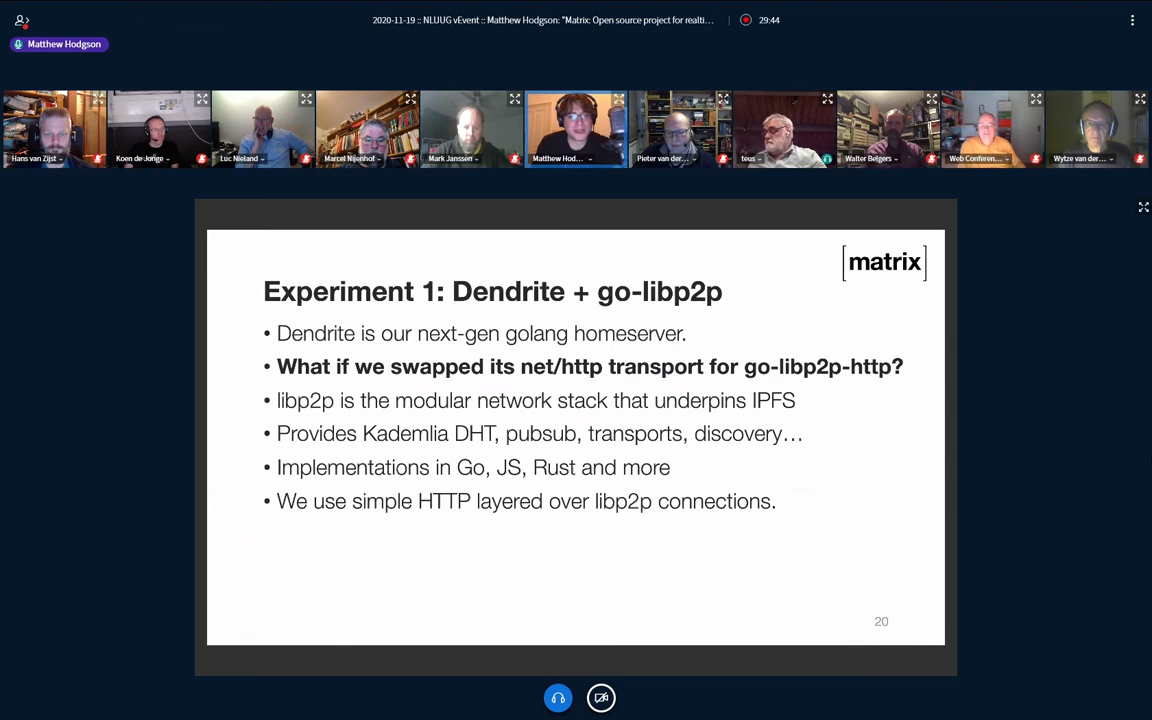 2020-11-19 :: NLUUG vEvent :: Matthew Hodgson: "Matrix: Open source project for realti...
29:44
Matthew Hodgson
Hans van Zijst
Koen de Jonge
Luc Nieland
Marcel Nijenhof
Mark Janssen
Matthew Hod...
Pieter van der...
teus
Walter Belgers
Web Conferen...
Wytze van der...
[matrix]
Experiment 1: Dendrite + go-libp2p
• Dendrite is our next-gen golang homeserver.
• What if we swapped its net/http transport for go-libp2p-http?
• libp2p is the modular network stack that underpins IPFS
• Provides Kademlia DHT, pubsub, transports, discovery…
• Implementations in Go, JS, Rust and more
• We use simple HTTP layered over libp2p connections.
20